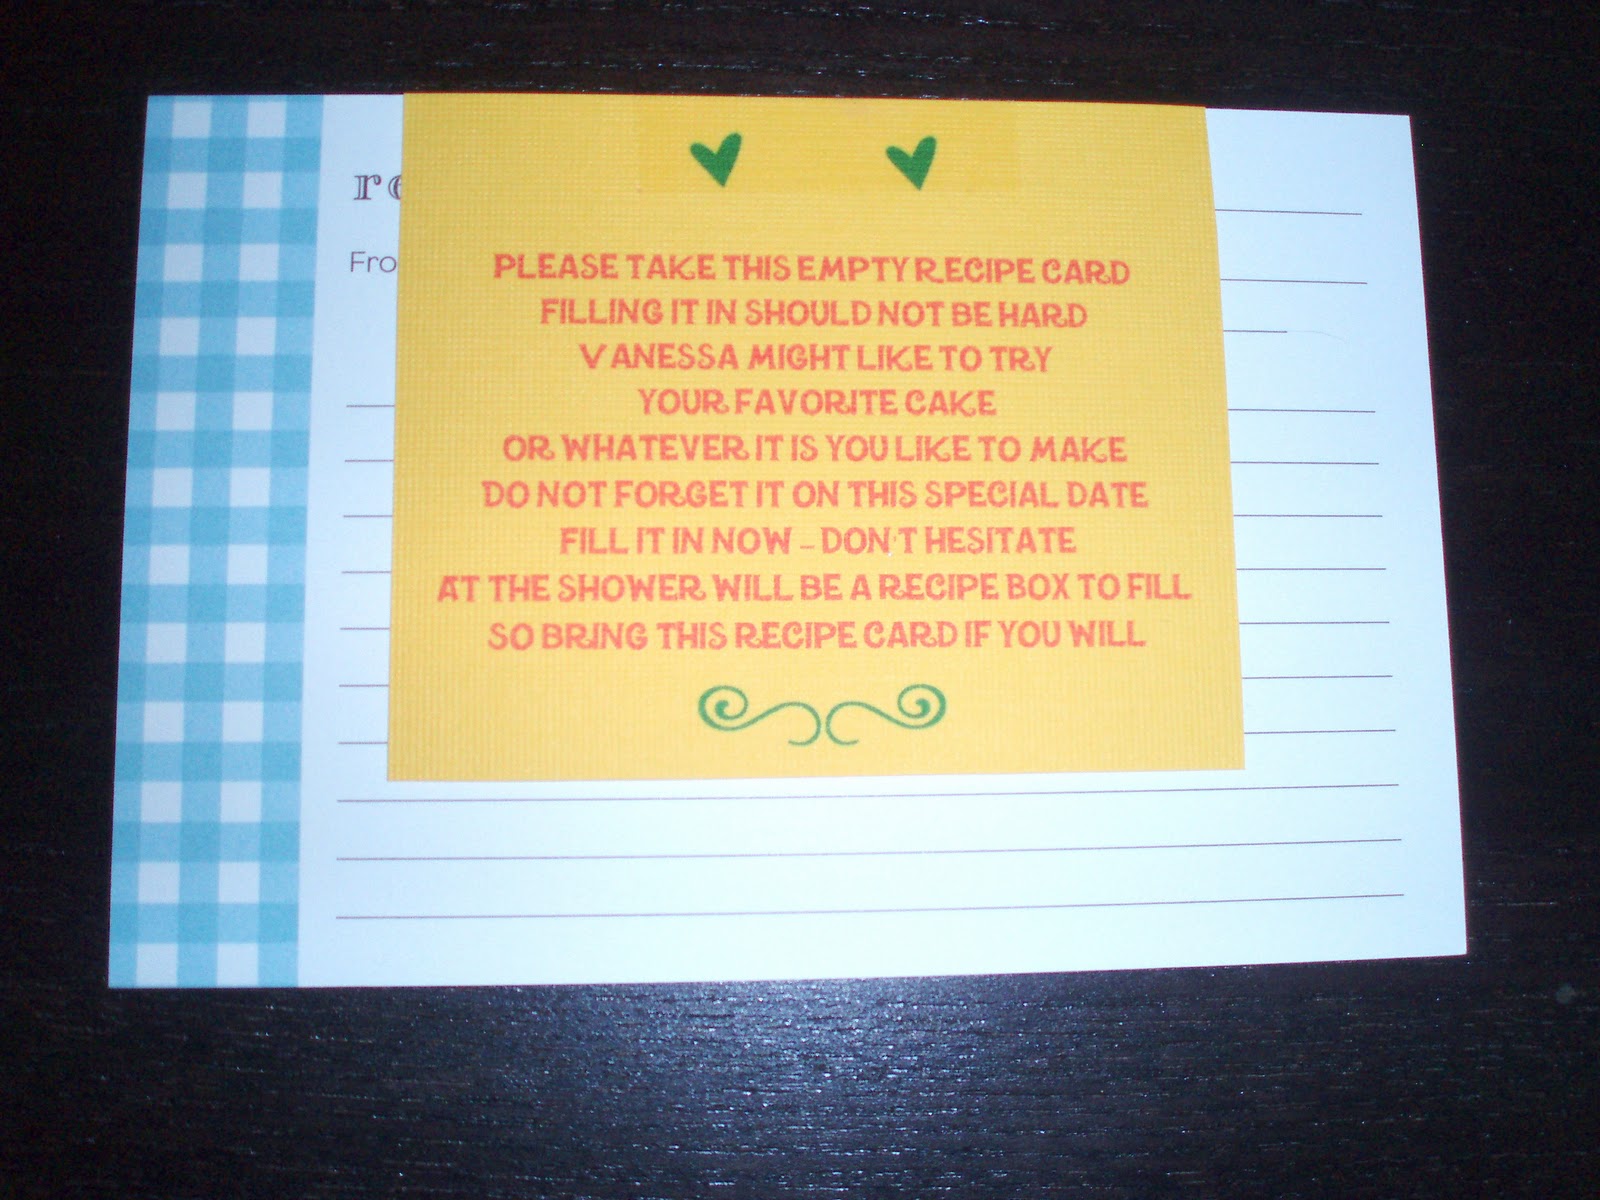 re
Fro
PLEASE TAKE THIS EMPTY RECIPE CARD
FILLING IT IN SHOULD NOT BE HARD
VANESSA MIGHT LIKE TO TRY
YOUR FAVORITE CAKE
OR WHATEVER IT IS YOU LIKE TO MAKE
DO NOT FORGET IT ON THIS SPECIAL DATE
FILL IT IN NOW - DON'T HESITATE
AT THE SHOWER WILL BE A RECIPE BOX TO FILL
SO BRING THIS RECIPE CARD IF YOU WILL